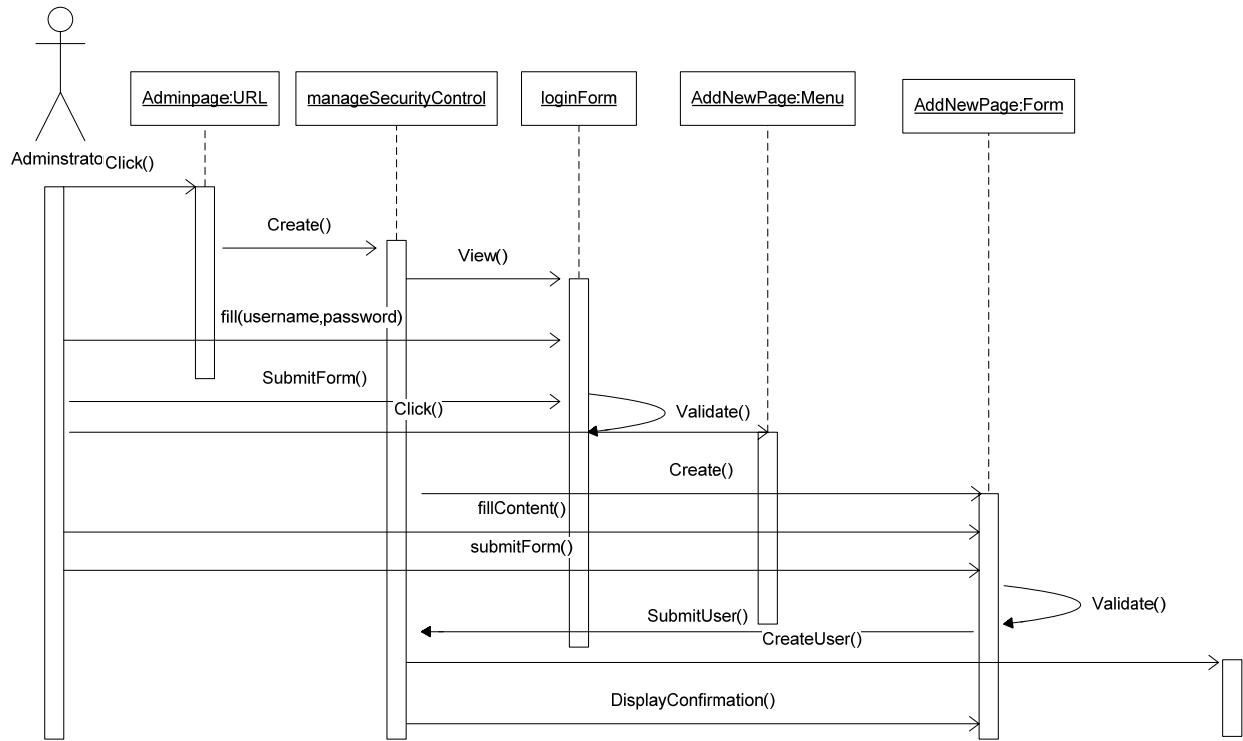 Adminpage:URL
manageSecurityControl
loginForm
AddNewPage:Menu
AddNewPage:Form
Adminstrato
Click()
Create()
View()
fill(username,password)
SubmitForm()
Click()
Validate()
Create()
fillContent()
submitForm()
Validate()
SubmitUser()
CreateUser()
DisplayConfirmation()